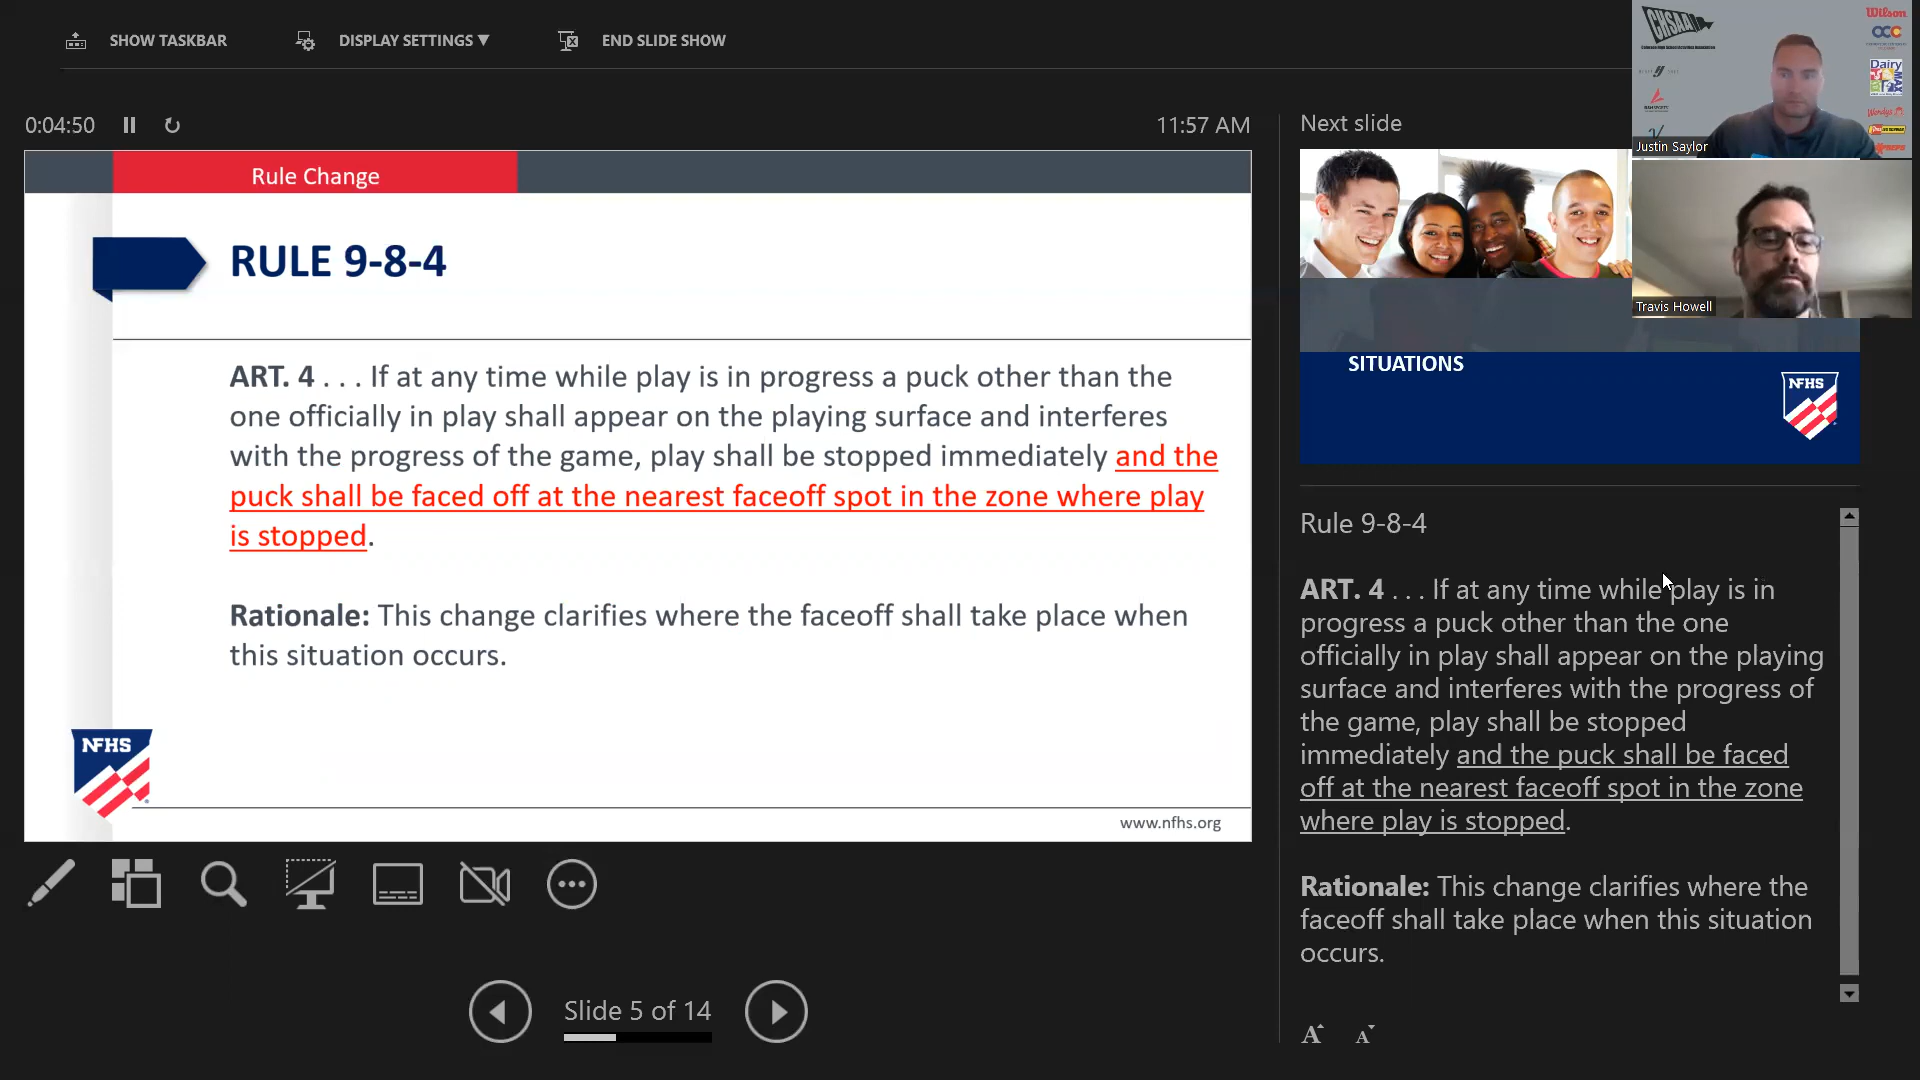 SHOW TASKBAR
DISPLAY SETTINGS ▼
END SLIDE SHOW
0:04:50
11:57 AM
Rule Change
RULE 9-8-4
ART. 4 . . . If at any time while play is in progress a puck other than the
one officially in play shall appear on the playing surface and interferes
with the progress of the game, play shall be stopped immediately and the
puck shall be faced off at the nearest faceoff spot in the zone where play
is stopped.
Rationale: This change clarifies where the faceoff shall take place when
this situation occurs.
NFHS
www.nfhs.org
Slide 5 of 14
Next slide
SITUATIONS
NFHS
CHSAA
Wilson
OCC
Dairy
MAX
Wendy's
Justin Saylor
Travis Howell
Rule 9-8-4
ART. 4 . . . If at any time while play is in
progress a puck other than the one
officially in play shall appear on the playing
surface and interferes with the progress of
the game, play shall be stopped
immediately and the puck shall be faced
off at the nearest faceoff spot in the zone
where play is stopped.
Rationale: This change clarifies where the
faceoff shall take place when this situation
occurs.
A A